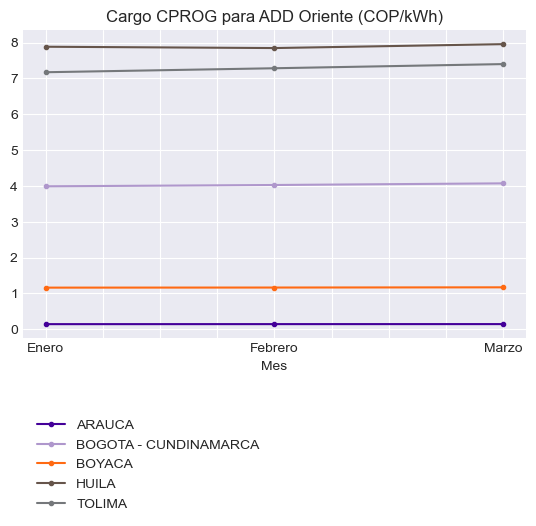 Cargo CPROG para ADD Oriente (COP/kWh)
8
7
6
5
4
3
2
1
0
Enero Febrero Marzo
Mes
ARAUCA
BOGOTA - CUNDINAMARCA
BOYACA
HUILA
TOLIMA